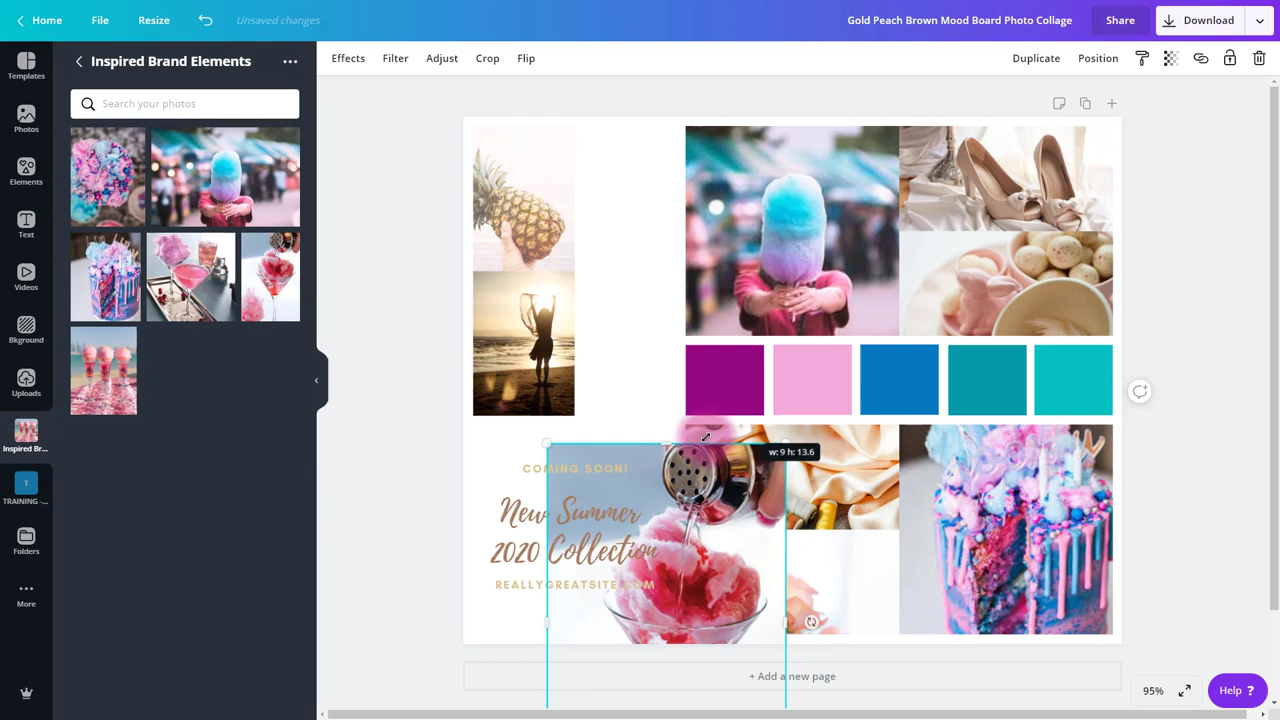 Home
File
Resize
Unsaved changes
Gold Peach Brown Mood Board Photo Collage
Share
Download
Templates
Photos
Elements
Text
Videos
Bkground
Uploads
Inspired Br...
T
TRAINING -...
Folders
More
Inspired Brand Elements
Search your photos
Effects
Filter
Adjust
Crop
Flip
Duplicate
Position
w: 9 h: 13.6
COMING SOON!
New Summer
2020 Collection
REALLYGREATSITE.COM
+ Add a new page
95%
Help ?